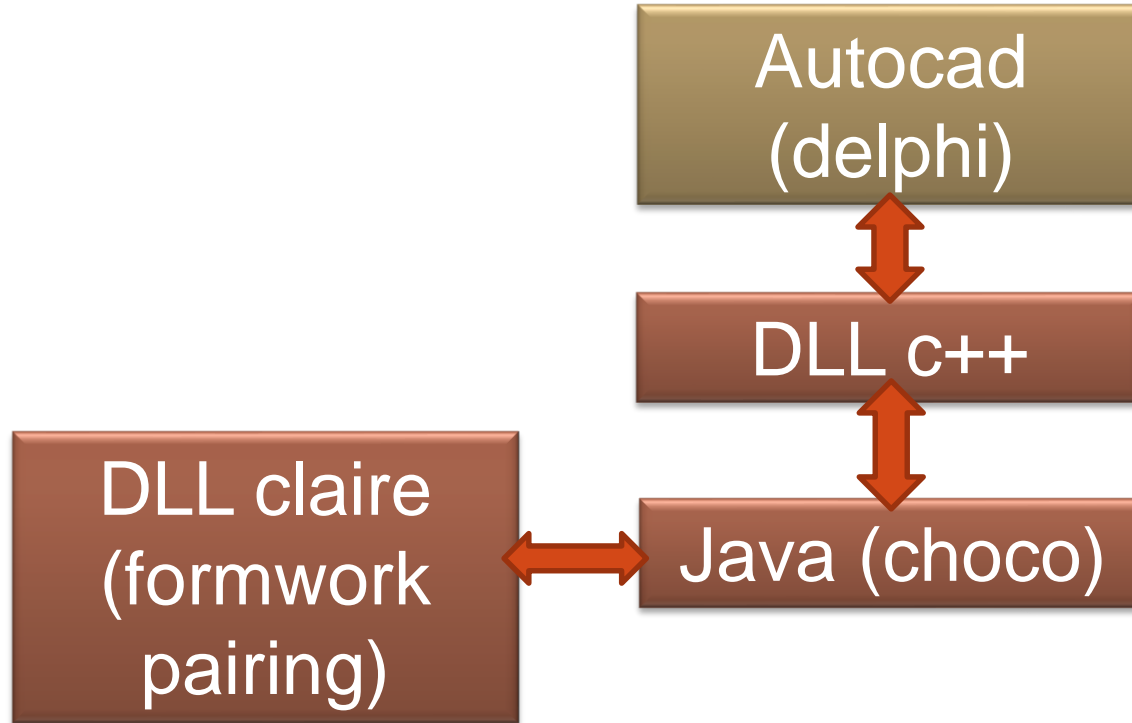 Autocad
(delphi)
DLL c++
Java (choco)
DLL claire
(formwork
pairing)